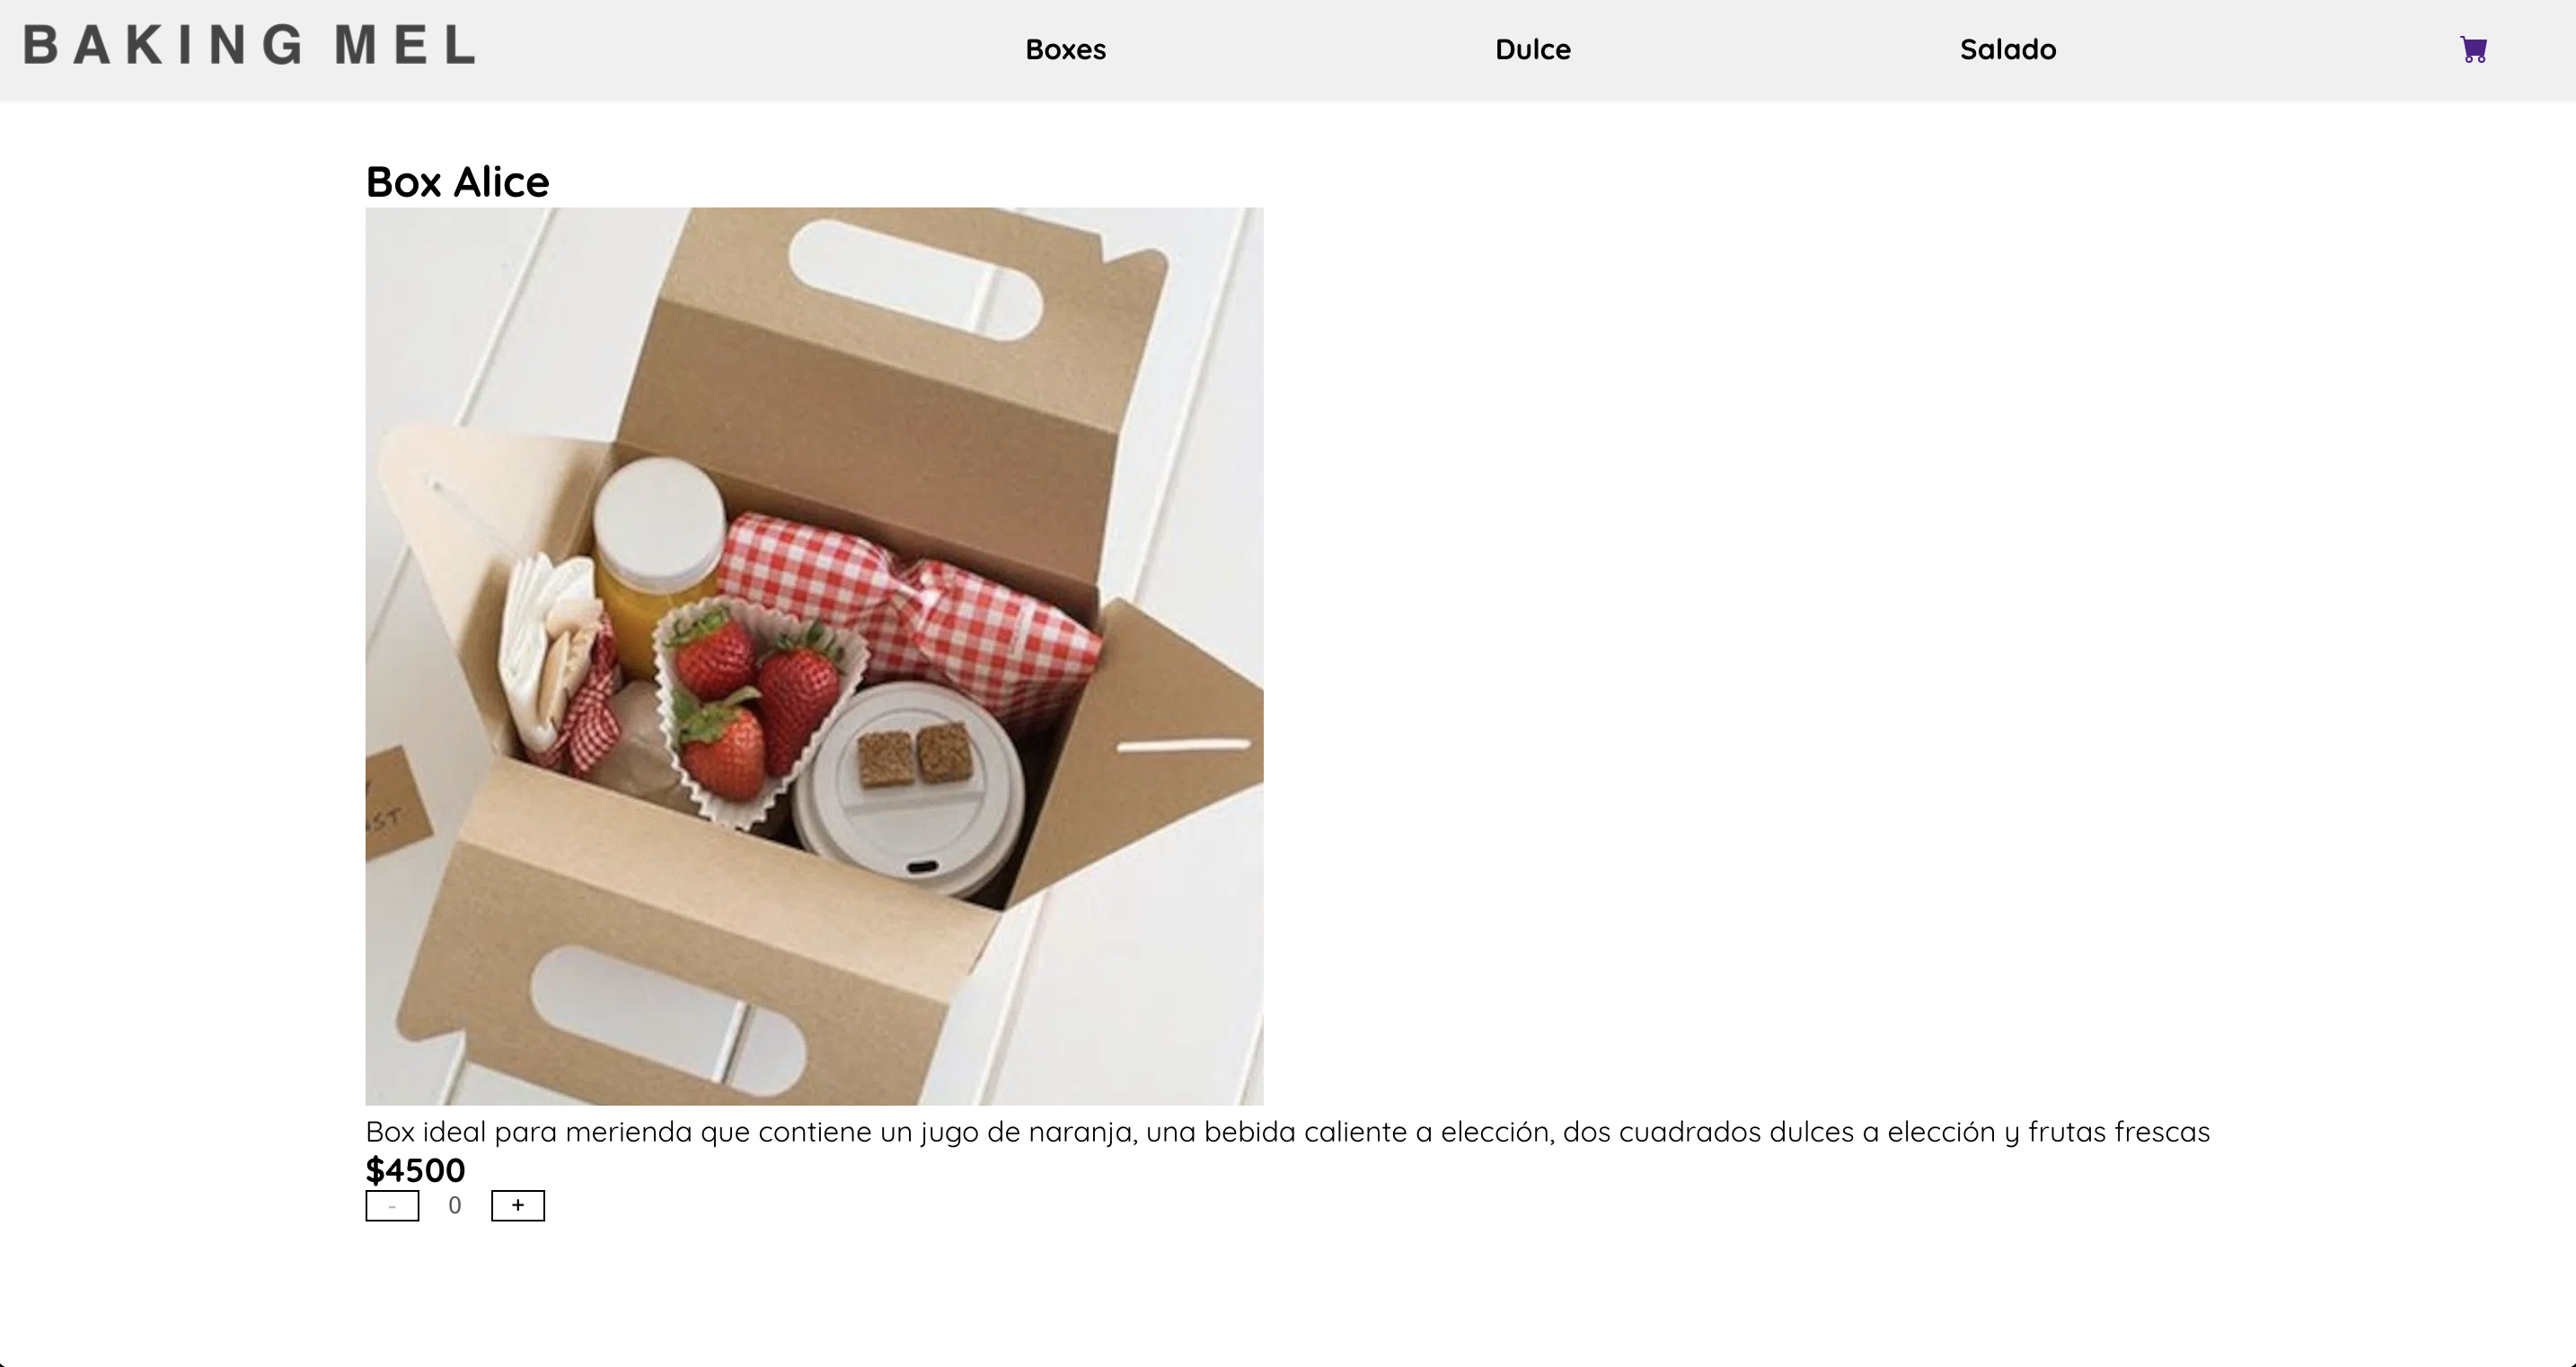 BAKING MEL
Boxes
Dulce
Salado
Box Alice
Box ideal para merienda que contiene un jugo de naranja, una bebida caliente a elección, dos cuadrados dulces a elección y frutas frescas
$4500
- 0 +